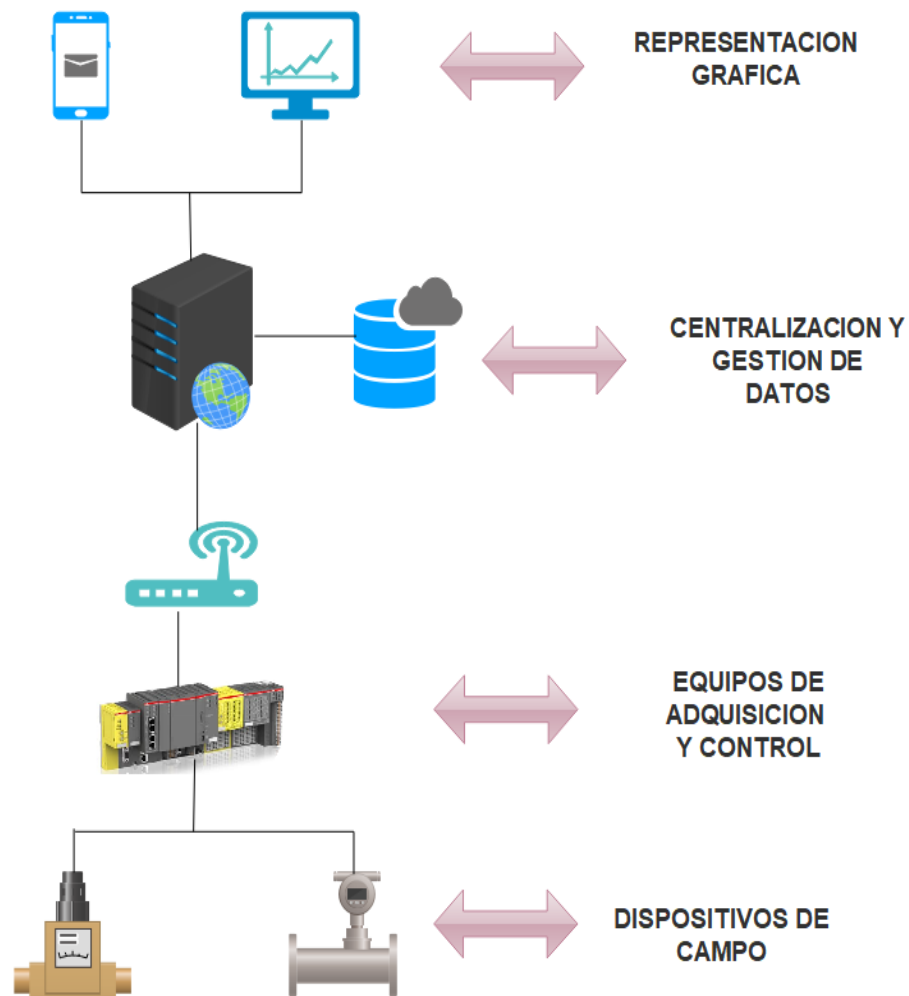 REPRESENTACION
GRAFICA
CENTRALIZACION Y
GESTION DE
DATOS
EQUIPOS DE
ADQUISICION
Y CONTROL
DISPOSITIVOS DE
CAMPO